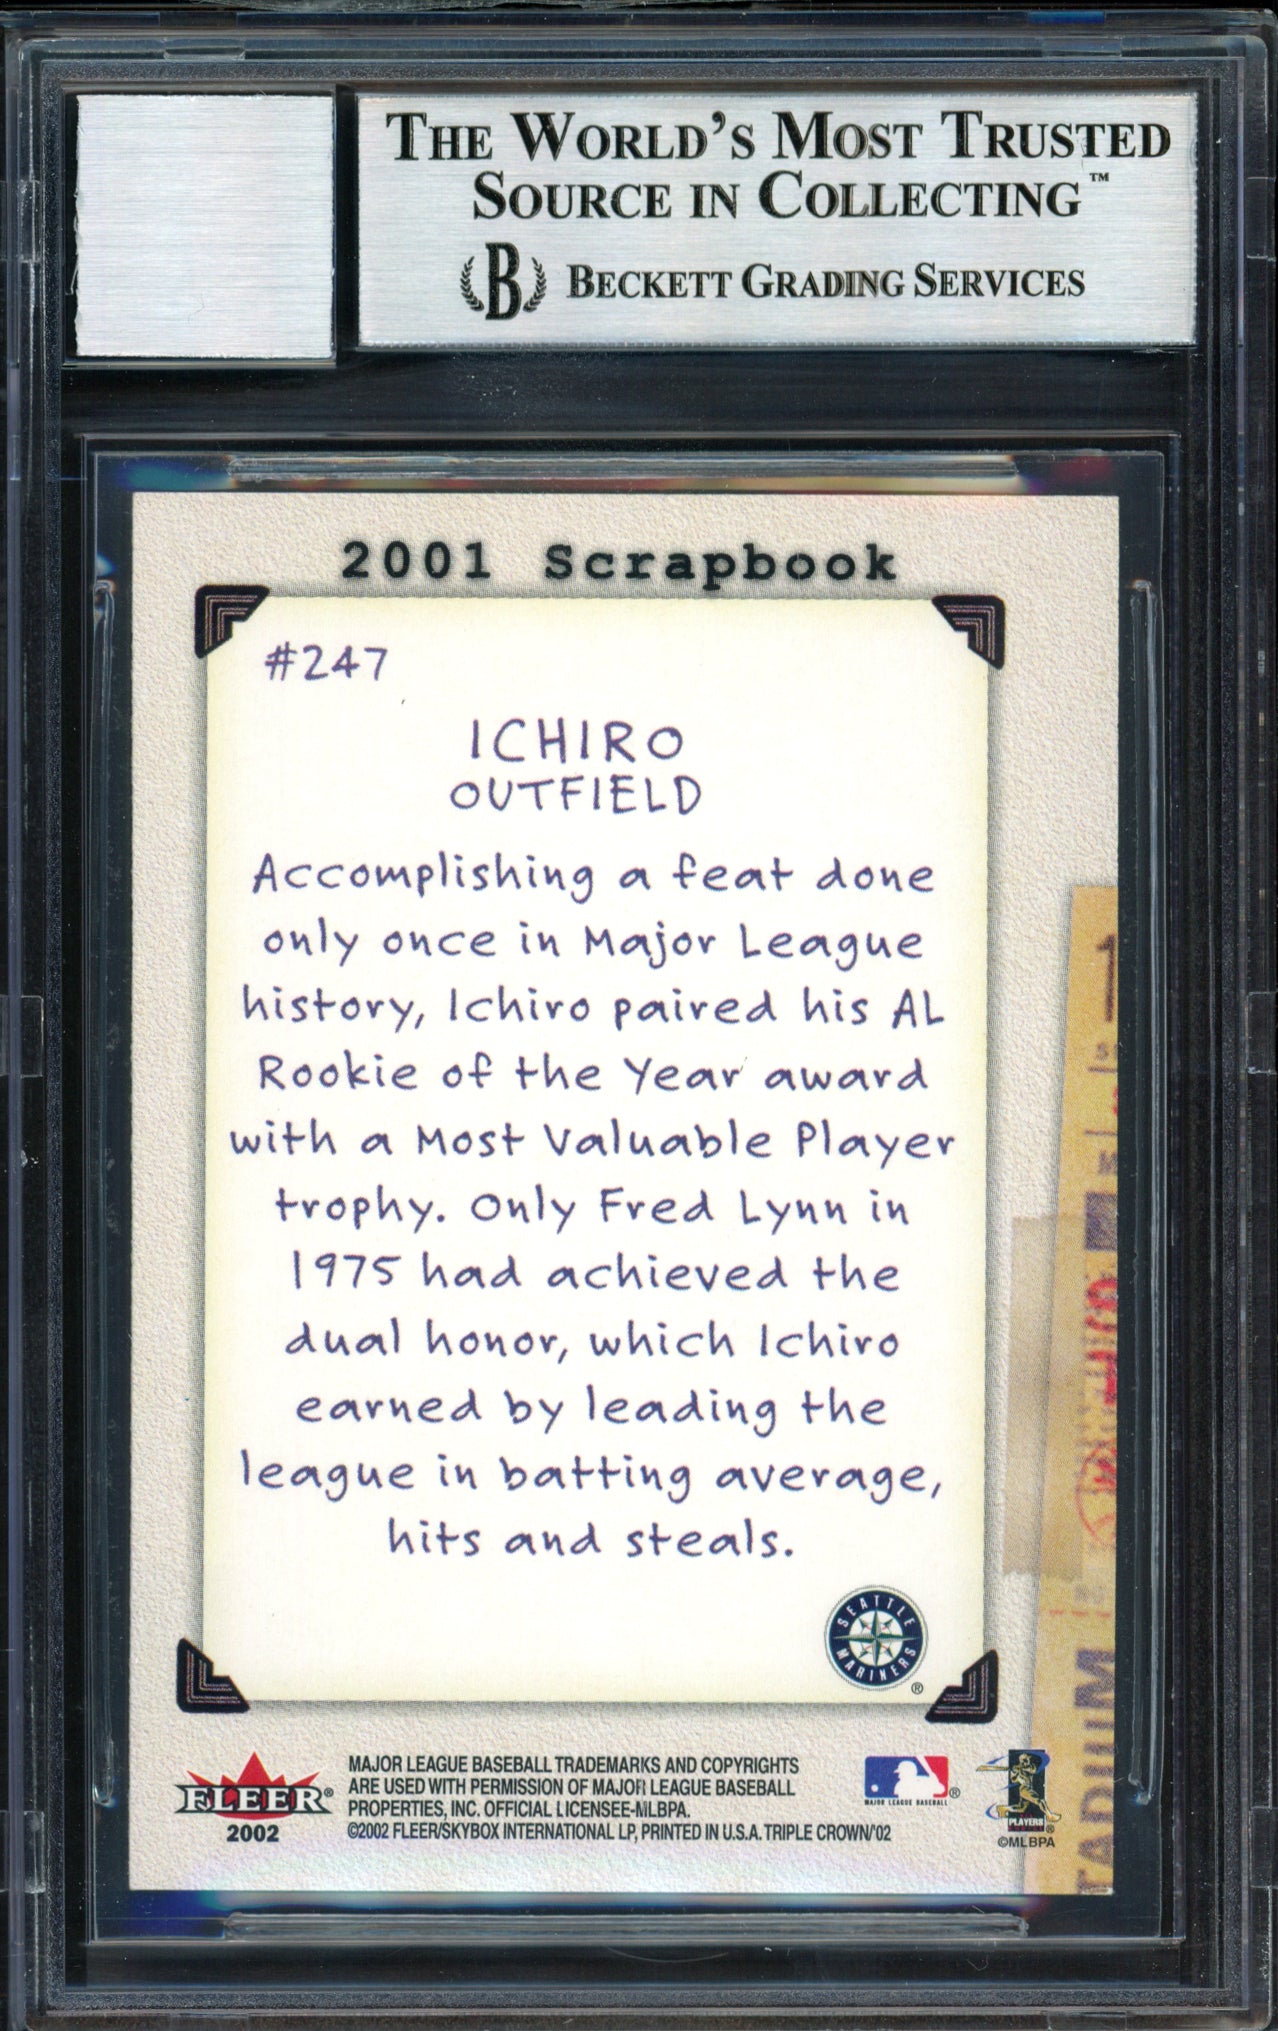 THE WORLD'S MOST TRUSTED
SOURCE IN COLLECTING™
B BECKETT GRADING SERVICES
2001 Scrapbook
#247
ICHIRO
OUTFIELD
Accomplishing a feat done
only once in Major League
history, Ichiro paired his AL
Rookie of the Year award
with a Most Valuable Player
trophy. Only Fred Lynn in
1975 had achieved the
dual honor, which Ichiro
earned by leading the
league in batting average,
hits and steals.
SEATTLE
MARINERS
®
TADIUM
FLEER®
2002
MAJOR LEAGUE BASEBALL TRADEMARKS AND COPYRIGHTS
ARE USED WITH PERMISSION OF MAJOR LEAGUE BASEBALL
PROPERTIES, INC. OFFICIAL LICENSEE-MLBPA.
©2002 FLEER/SKYBOX INTERNATIONAL LP, PRINTED IN U.S.A. TRIPLE CROWN/'02
MAJOR LEAGUE BASEBALL ®
PLAYERS ®
©MLBPA